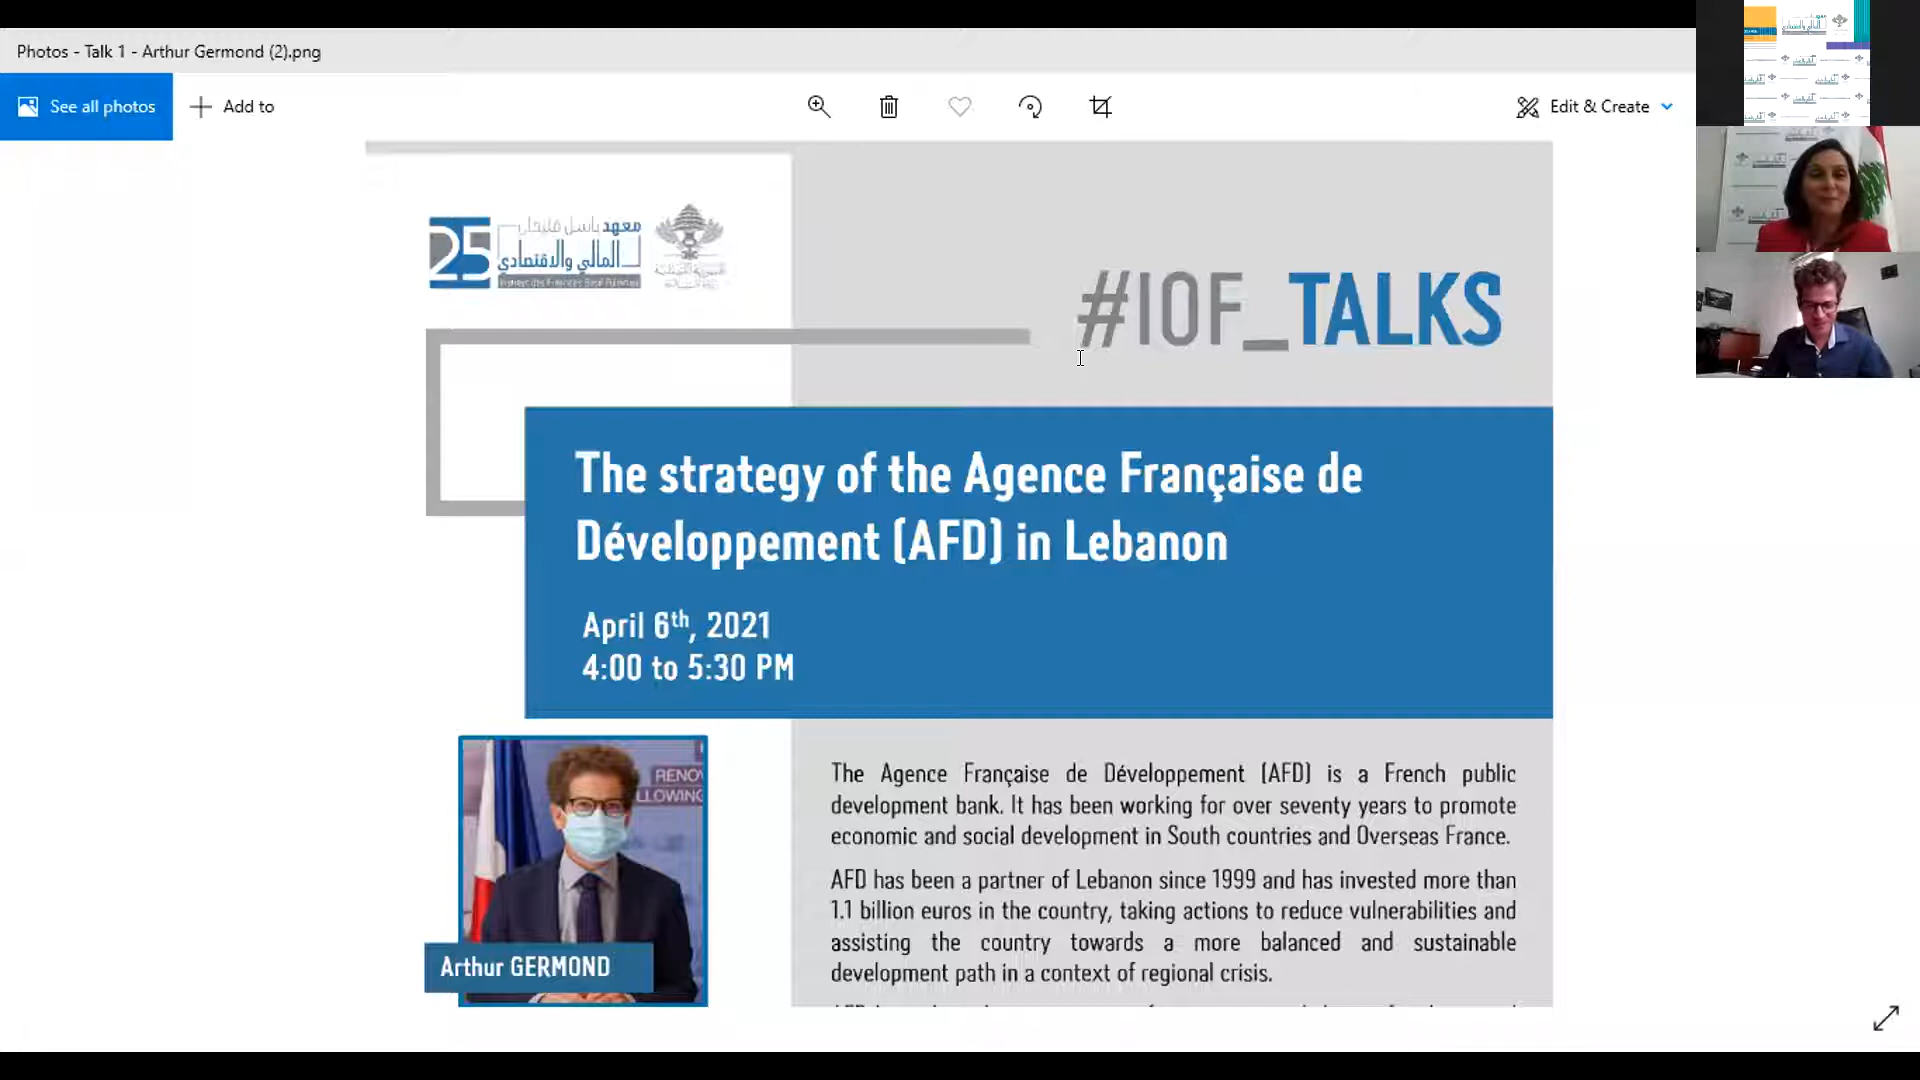 Photos - Talk 1 - Arthur Germond (2).png
See all photos
Add to
Edit & Create
25
معهد باسل فليحان
المالي والاقتصادي
#IOF_TALKS
The strategy of the Agence Française de
Développement (AFD) in Lebanon
April 6th, 2021
4:00 to 5:30 PM
RENOV
LLOWING
Arthur GERMOND
The Agence Française de Développement (AFD) is a French public
development bank. It has been working for over seventy years to promote
economic and social development in South countries and Overseas France.
AFD has been a partner of Lebanon since 1999 and has invested more than
1.1 billion euros in the country, taking actions to reduce vulnerabilities and
assisting the country towards a more balanced and sustainable
development path in a context of regional crisis.